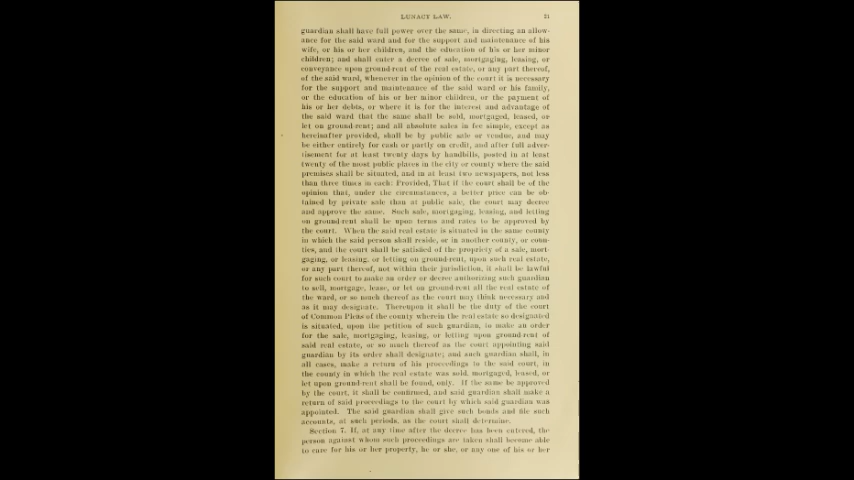 LUNACY LAW. 21
guardian shall have full power over the same, in directing an allow-
ance for the said ward and for the support and maintenance of his
wife, or his or her children, and the education of his or her minor
children; and shall enter a decree of sale, mortgaging, leasing, or
conveyance upon ground-rent of the real estate, or any part thereof,
of the said ward, whenever in the opinion of the court it is necessary
for the support and maintenance of the said ward or his family,
or the education of his or her minor children, or the payment of
his or her debts, or where it is for the interest and advantage of
the said ward that the same shall be sold, mortgaged, leased, or
let on ground-rent; and all absolute sales in fee simple, except as
hereinafter provided, shall be by public sale or vendue, and may
be either entirely for cash or partly on credit, and after full adver-
tisement for at least twenty days by handbills, posted in at least
twenty of the most public places in the city or county where the said
premises shall be situated, and in at least two newspapers, not less
than three times in each: Provided, That if the court shall be of the
opinion that, under the circumstances, a better price can be ob-
tained by private sale than at public sale, the court may decree
and approve the same. Such sale, mortgaging, leasing, and letting
on ground-rent shall be upon terms and rates to be approved by
the court. When the said real estate is situated in the same county
in which the said person shall reside, or in another county, or coun-
ties, and the court shall be satisfied of the propriety of a sale, mort-
gaging, or leasing, or letting on ground-rent, upon such real estate,
or any part thereof, not within their jurisdiction, it shall be lawful
for such court to make an order or decree authorizing such guardian
to sell, mortgage, lease, or let on ground-rent all the real estate of
the ward, or so much thereof as the court may think necessary and
as it may designate. Thereupon it shall be the duty of the court
of Common Pleas of the county wherein the real estate so designated
is situated, upon the petition of such guardian, to make an order
for the sale, mortgaging, leasing, or letting upon ground-rent of
said real estate, or so much thereof as the court appointing said
guardian by its order shall designate; and such guardian shall, in
all cases, make a return of his proceedings to the said court, in
the county in which the real estate was sold, mortgaged, leased, or
let upon ground-rent shall be found, only. If the same be approved
by the court, it shall be confirmed, and said guardian shall make a
return of said proceedings to the court by which said guardian was
appointed. The said guardian shall give such bonds and file such
accounts, at such periods, as the court shall determine.
Section 7. If, at any time after the decree has been entered, the
person against whom such proceedings are taken shall become able
to care for his or her property, he or she, or any one of his or her